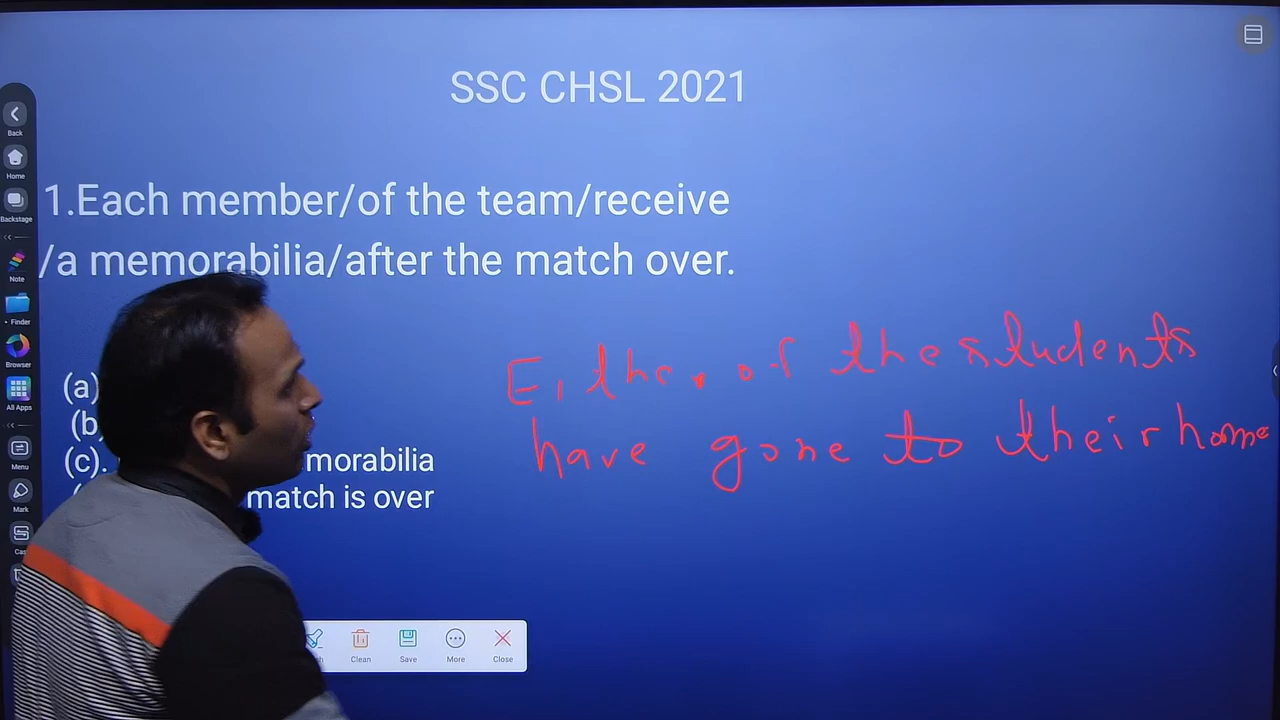 SSC CHSL 2021
1.Each member/of the team/receive
/a memorabilia/after the match over.
Either of the students
have gone to their home
(a)
(b
(c). morabilia
match is over
Back
Home
Backstage
Note
Finder
Browser
All Apps
Menu
Mark
Cas
Clean
Save
More
Close